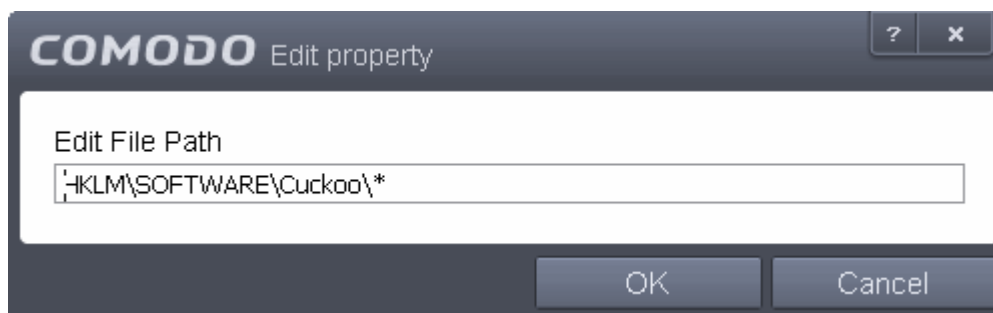 COMODO Edit property ? x
Edit File Path
HKLM\SOFTWARE\Cuckoo\*
OK Cancel